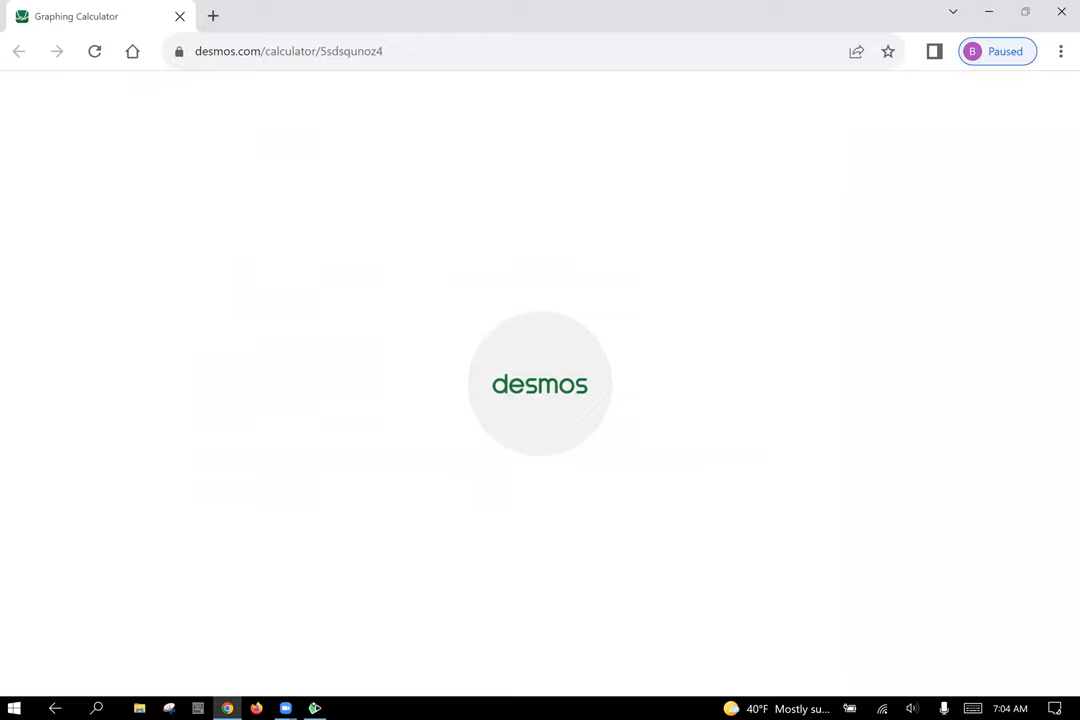 Graphing Calculator
desmos.com/calculator/5sdsqunoz4
B Paused
desmos
40°F Mostly su... 7:04 AM